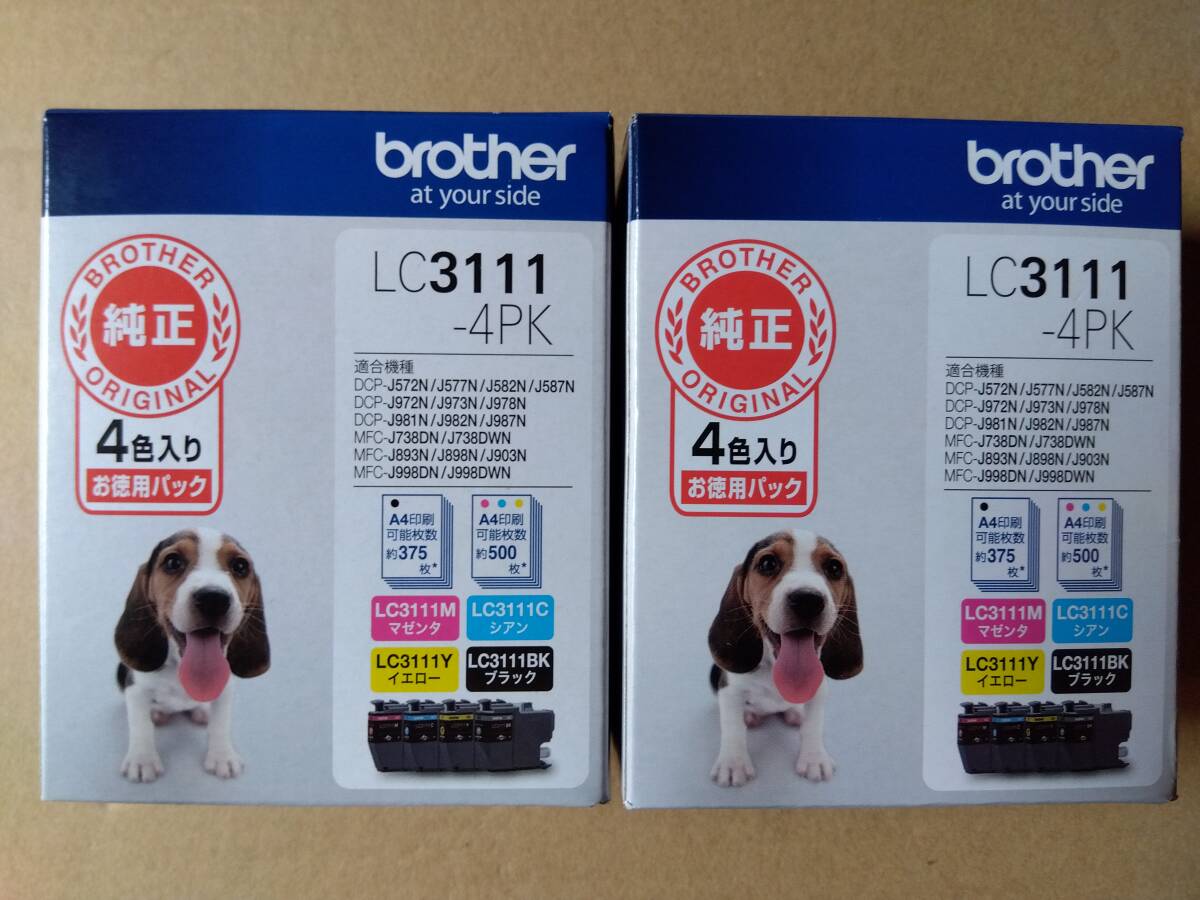 brother
at your side
BROTHER
純正
ORIGINAL
4色入り
お徳用パック
LC3111
-4PK
適合機種
DCP-J572N/J577N/J582N/J587N
DCP-J972N/J973N/J978N
DCP-J981N/J982N/J987N
MFC-J738DN/J738DWN
MFC-J893N/J898N/J903N
MFC-J998DN/J998DWN
A4印刷
可能枚数
約375
枚*
A4印刷
可能枚数
約500
枚*
LC3111M
マゼンタ
LC3111C
シアン
LC3111Y
イエロー
LC3111BK
ブラック
brother
at your side
BROTHER
純正
ORIGINAL
4色入り
お徳用パック
LC3111
-4PK
適合機種
DCP-J572N/J577N/J582N/J587N
DCP-J972N/J973N/J978N
DCP-J981N/J982N/J987N
MFC-J738DN/J738DWN
MFC-J893N/J898N/J903N
MFC-J998DN/J998DWN
A4印刷
可能枚数
約375
枚*
A4印刷
可能枚数
約500
枚*
LC3111M
マゼンタ
LC3111C
シアン
LC3111Y
イエロー
LC3111BK
ブラック